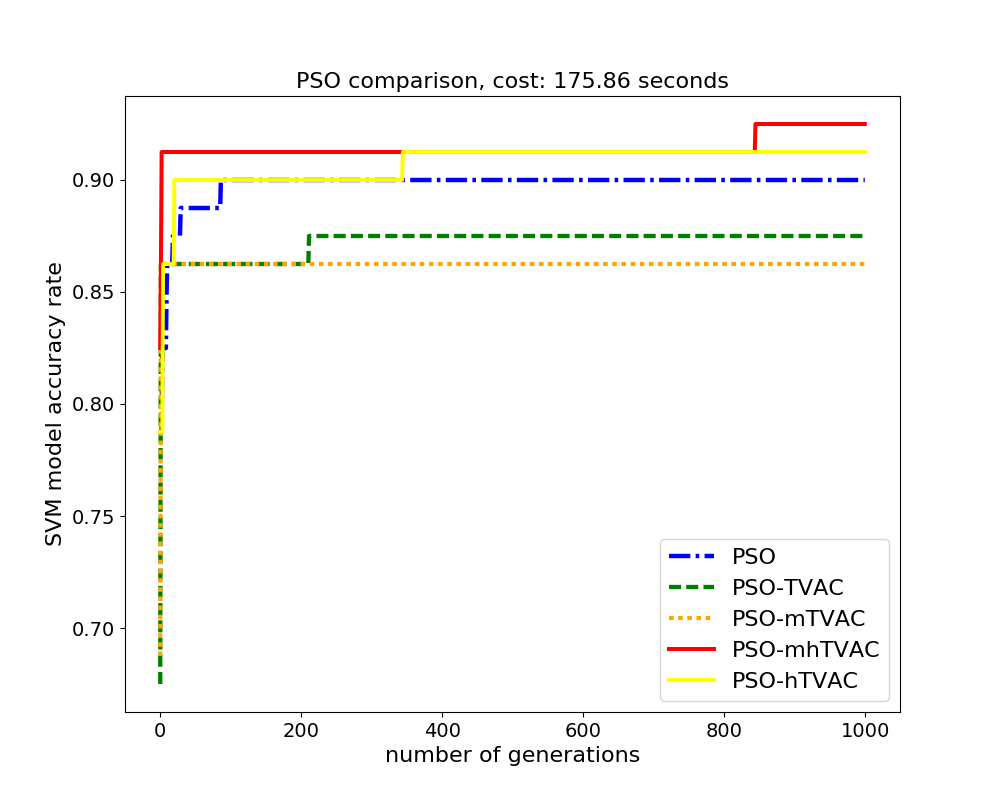 PSO comparison, cost: 175.86 seconds
SVM model accuracy rate
0.90
0.85
0.80
0.75
0.70
PSO
PSO-TVAC
PSO-mTVAC
PSO-mhTVAC
PSO-hTVAC
0 200 400 600 800 1000
number of generations